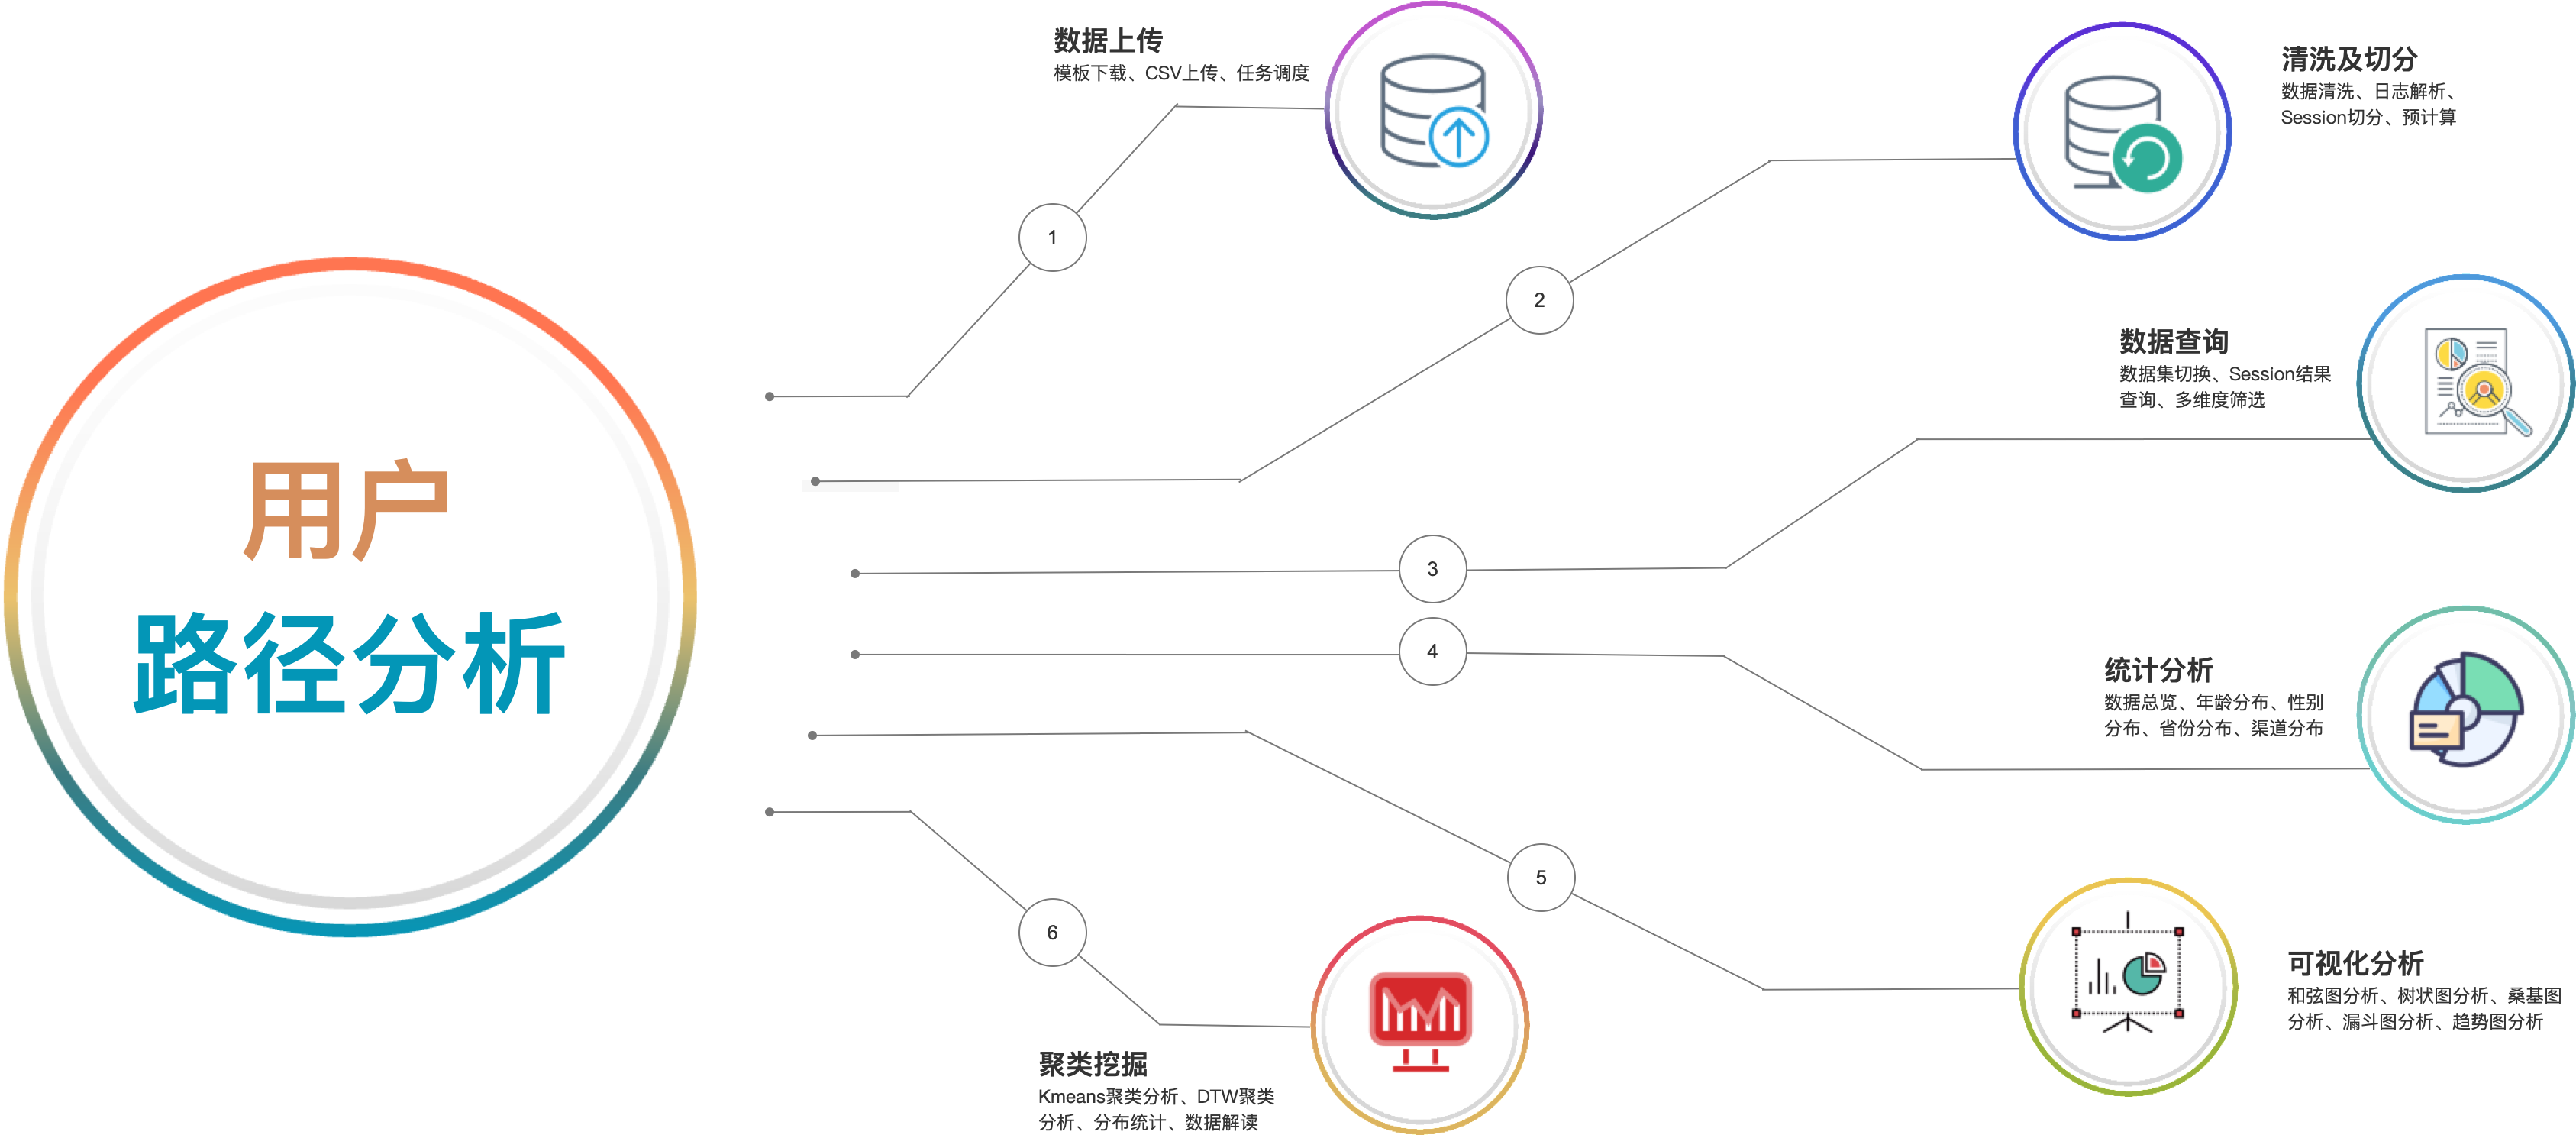 用户
路径分析
1
数据上传
模板下载、CSV上传、任务调度
2
清洗及切分
数据清洗、日志解析、
Session切分、预计算
3
数据查询
数据集切换、Session结果
查询、多维度筛选
4
统计分析
数据总览、年龄分布、性别
分布、省份分布、渠道分布
5
可视化分析
和弦图分析、树状图分析、桑基图
分析、漏斗图分析、趋势图分析
6
聚类挖掘
Kmeans聚类分析、DTW聚类
分析、分布统计、数据解读